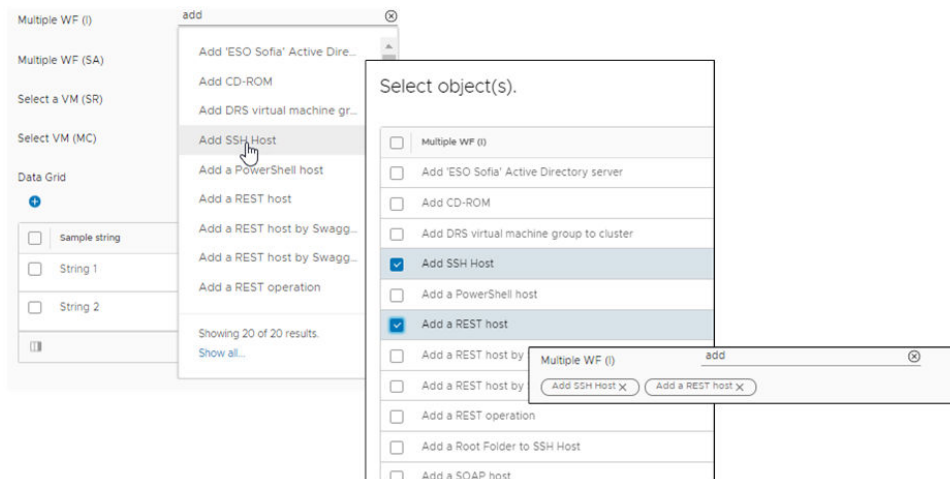 Multiple WF (I)
add
Multiple WF (SA)
Select a VM (SR)
Select VM (MC)
Data Grid
Sample string
String 1
String 2
Add 'ESO Sofia' Active Dire...
Add CD-ROM
Add DRS virtual machine gr...
Add SSH Host
Add a PowerShell host
Add a REST host
Add a REST host by Swagg...
Add a REST host by Swagg...
Add a REST operation
Showing 20 of 20 results.
Show all...
Select object(s).
Multiple WF (I)
Add 'ESO Sofia' Active Directory server
Add CD-ROM
Add DRS virtual machine group to cluster
Add SSH Host
Add a PowerShell host
Add a REST host
Add a REST host by
Add a REST host by
Add a REST operation
Add a Root Folder to SSH Host
Add a SOAP host
Multiple WF (I)
add
Add SSH Host
Add a REST host